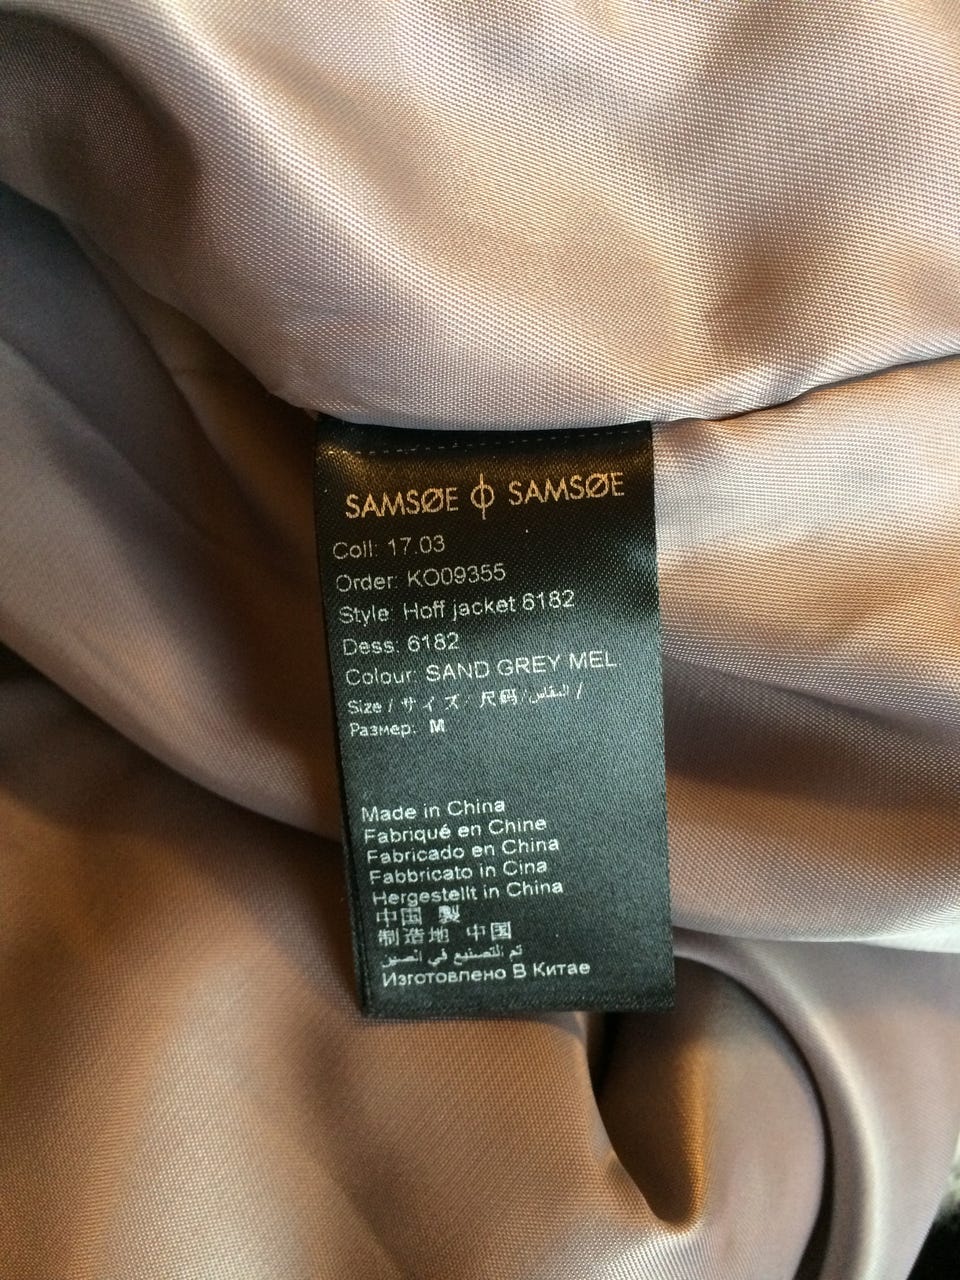 SAMSØE ϕ SAMSØE
Coll: 17.03
Order: KO09355
Style: Hoff jacket 6182
Dess: 6182
Colour: SAND GREY MEL
Size / サイズ / 尺码 / المقاس /
Размер: M
Made in China
Fabriqué en Chine
Fabricado en China
Fabbricato in Cina
Hergestellt in China
中国 製
制造地 中国
تم التصنيع في الصين
Изготовлено В Китае